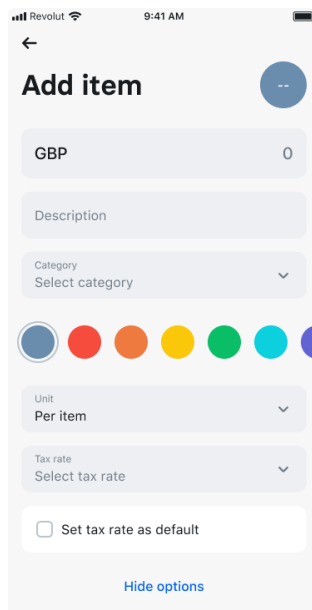 Revolut
9:41 AM
Add item
--
GBP
0
Description
Category
Select category
Unit
Per item
Tax rate
Select tax rate
Set tax rate as default
Hide options